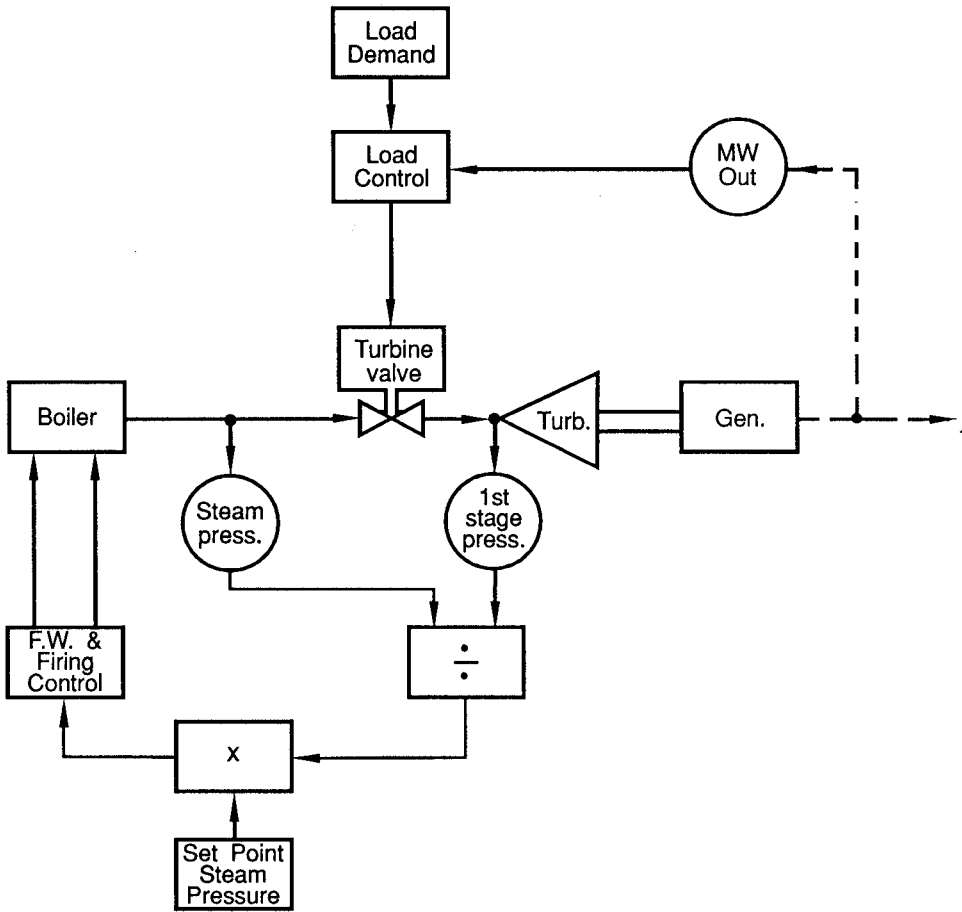 Load
Demand
Load
Control
MW
Out
Turbine
valve
Boiler
Turb.
Gen.
Steam
press.
1st
stage
press.
F.W. &
Firing
Control
÷
x
Set Point
Steam
Pressure